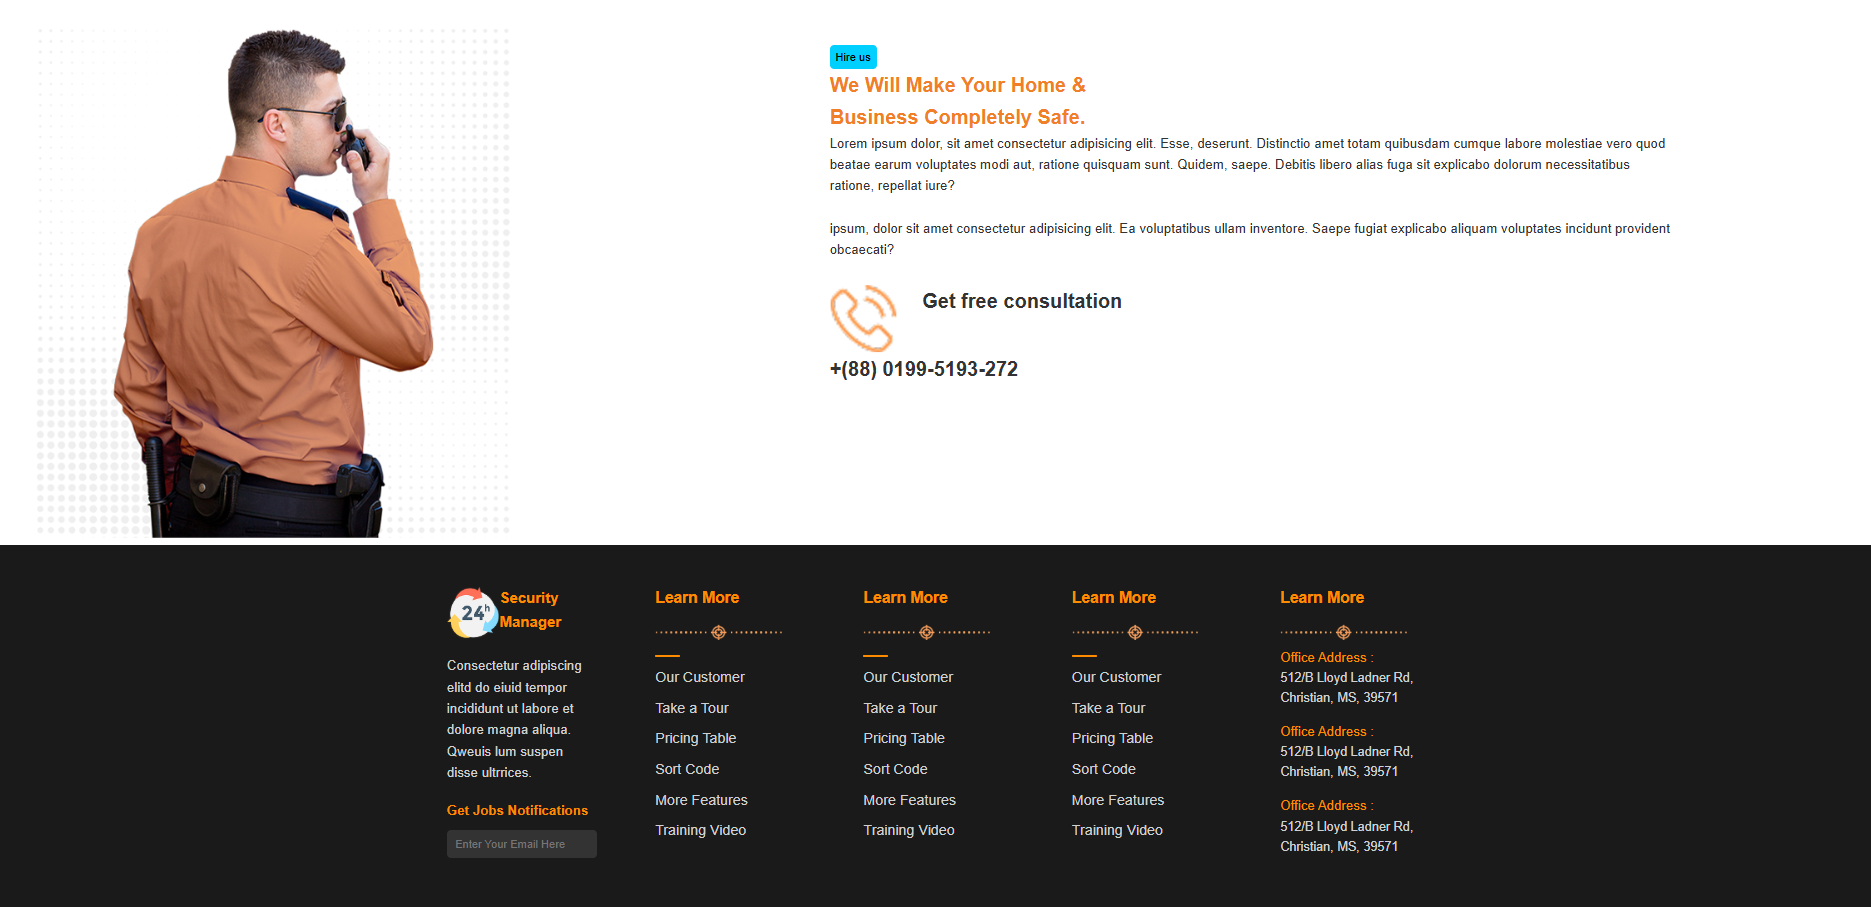 Hire us
We Will Make Your Home &
Business Completely Safe.
Lorem ipsum dolor, sit amet consectetur adipisicing elit. Esse, deserunt. Distinctio amet totam quibusdam cumque labore molestiae vero quod
beatae earum voluptates modi aut, ratione quisquam sunt. Quidem, saepe. Debitis libero alias fuga sit explicabo dolorum necessitatibus
ratione, repellat iure?
ipsum, dolor sit amet consectetur adipisicing elit. Ea voluptatibus ullam inventore. Saepe fugiat explicabo aliquam voluptates incidunt provident
obcaecati?
Get free consultation
+(88) 0199-5193-272
24h
Security
Manager
Consectetur adipiscing
elitd do eiuid tempor
incididunt ut labore et
dolore magna aliqua.
Qweuis lum suspen
disse ultrrices.
Get Jobs Notifications
Enter Your Email Here
Learn More
Our Customer
Take a Tour
Pricing Table
Sort Code
More Features
Training Video
Learn More
Our Customer
Take a Tour
Pricing Table
Sort Code
More Features
Training Video
Learn More
Our Customer
Take a Tour
Pricing Table
Sort Code
More Features
Training Video
Learn More
Office Address :
512/B Lloyd Ladner Rd,
Christian, MS, 39571
Office Address :
512/B Lloyd Ladner Rd,
Christian, MS, 39571
Office Address :
512/B Lloyd Ladner Rd,
Christian, MS, 39571